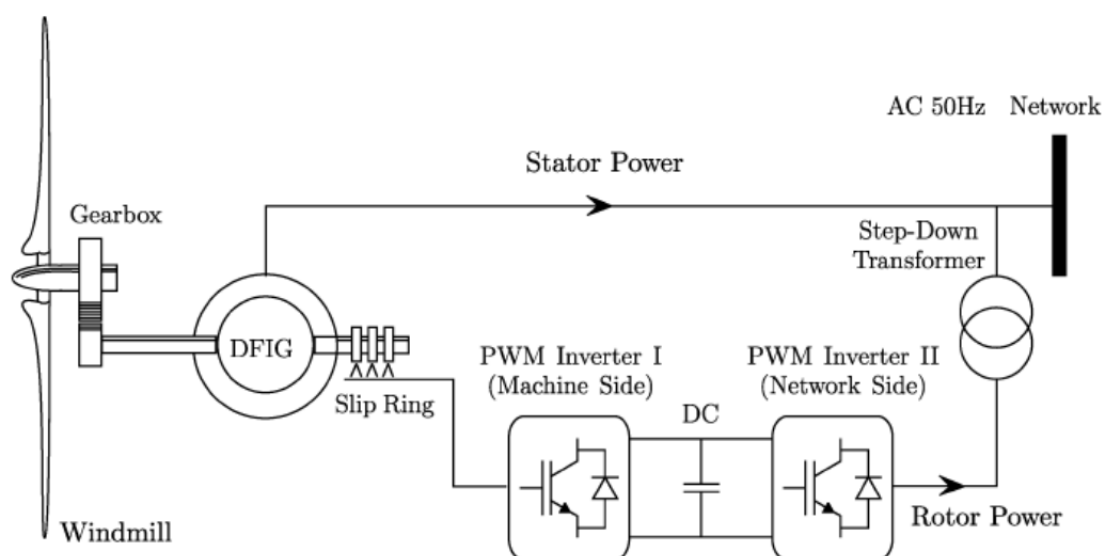 AC 50Hz Network
Stator Power
Gearbox
Step-Down
Transformer
DFIG
PWM Inverter I
(Machine Side)
PWM Inverter II
(Network Side)
Slip Ring
DC
Rotor Power
Windmill